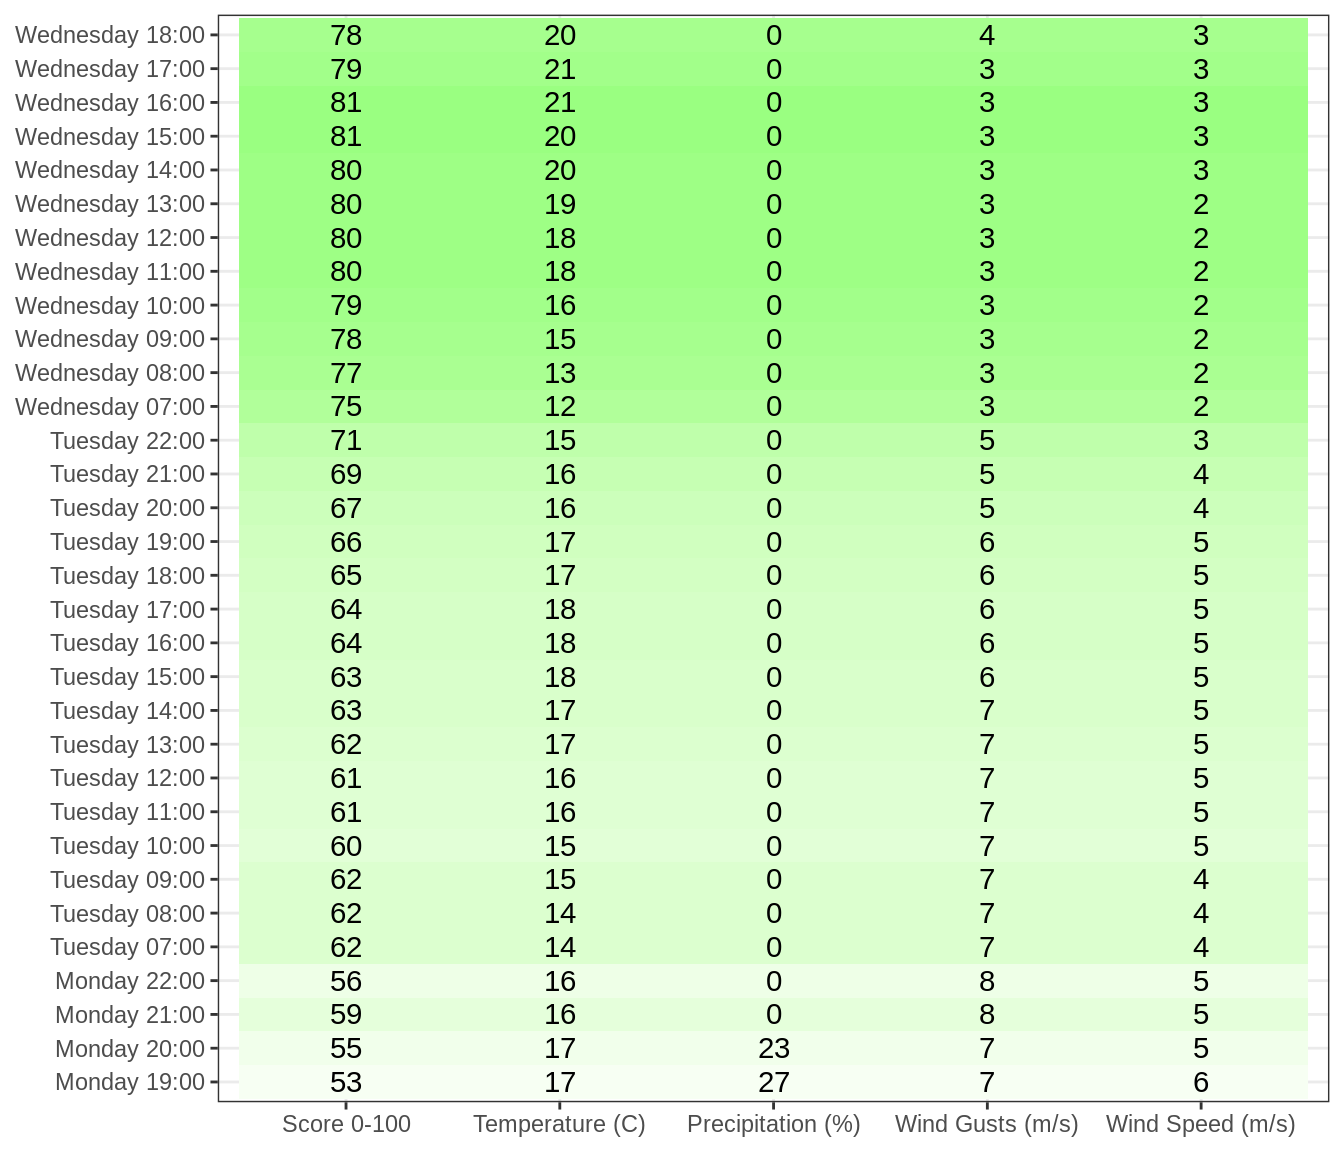 Wednesday 18:00 78 20 0 4 3
Wednesday 17:00 79 21 0 3 3
Wednesday 16:00 81 21 0 3 3
Wednesday 15:00 81 20 0 3 3
Wednesday 14:00 80 20 0 3 3
Wednesday 13:00 80 19 0 3 2
Wednesday 12:00 80 18 0 3 2
Wednesday 11:00 80 18 0 3 2
Wednesday 10:00 79 16 0 3 2
Wednesday 09:00 78 15 0 3 2
Wednesday 08:00 77 13 0 3 2
Wednesday 07:00 75 12 0 3 2
Tuesday 22:00 71 15 0 5 3
Tuesday 21:00 69 16 0 5 4
Tuesday 20:00 67 16 0 5 4
Tuesday 19:00 66 17 0 6 5
Tuesday 18:00 65 17 0 6 5
Tuesday 17:00 64 18 0 6 5
Tuesday 16:00 64 18 0 6 5
Tuesday 15:00 63 18 0 6 5
Tuesday 14:00 63 17 0 7 5
Tuesday 13:00 62 17 0 7 5
Tuesday 12:00 61 16 0 7 5
Tuesday 11:00 61 16 0 7 5
Tuesday 10:00 60 15 0 7 5
Tuesday 09:00 62 15 0 7 4
Tuesday 08:00 62 14 0 7 4
Tuesday 07:00 62 14 0 7 4
Monday 22:00 56 16 0 8 5
Monday 21:00 59 16 0 8 5
Monday 20:00 55 17 23 7 5
Monday 19:00 53 17 27 7 6
Score 0-100 Temperature (C) Precipitation (%) Wind Gusts (m/s) Wind Speed (m/s)